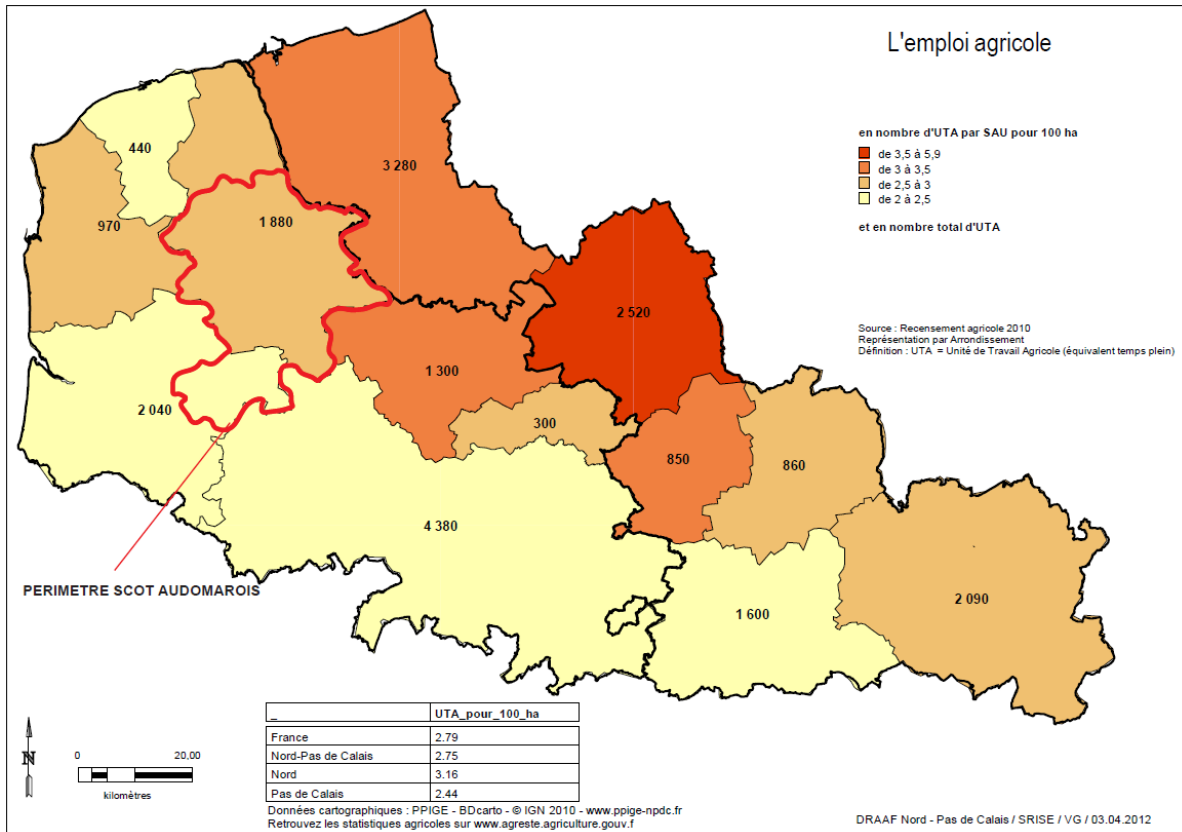 L'emploi agricole
en nombre d'UTA par SAU pour 100 ha
de 3,5 à 5,9
de 3 à 3,5
de 2,5 à 3
de 2 à 2,5
et en nombre total d'UTA
Source : Recensement agricole 2010
Représentation par Arrondissement
Définition : UTA = Unité de Travail Agricole (équivalent temps plein)
440
3 280
970
1 880
2 520
1 300
2 040
300
850
860
4 380
1 600
2 090
PERIMETRE SCOT AUDOMAROIS
_ UTA_pour_100_ha
France 2.79
Nord-Pas de Calais 2.75
Nord 3.16
Pas de Calais 2.44
N
0 20,00
kilomètres
Données cartographiques : PPIGE - BDcarto - © IGN 2010 - www.ppige-npdc.fr
Retrouvez les statistiques agricoles sur www.agreste.agriculture.gouv.f
DRAAF Nord - Pas de Calais / SRISE / VG / 03.04.2012